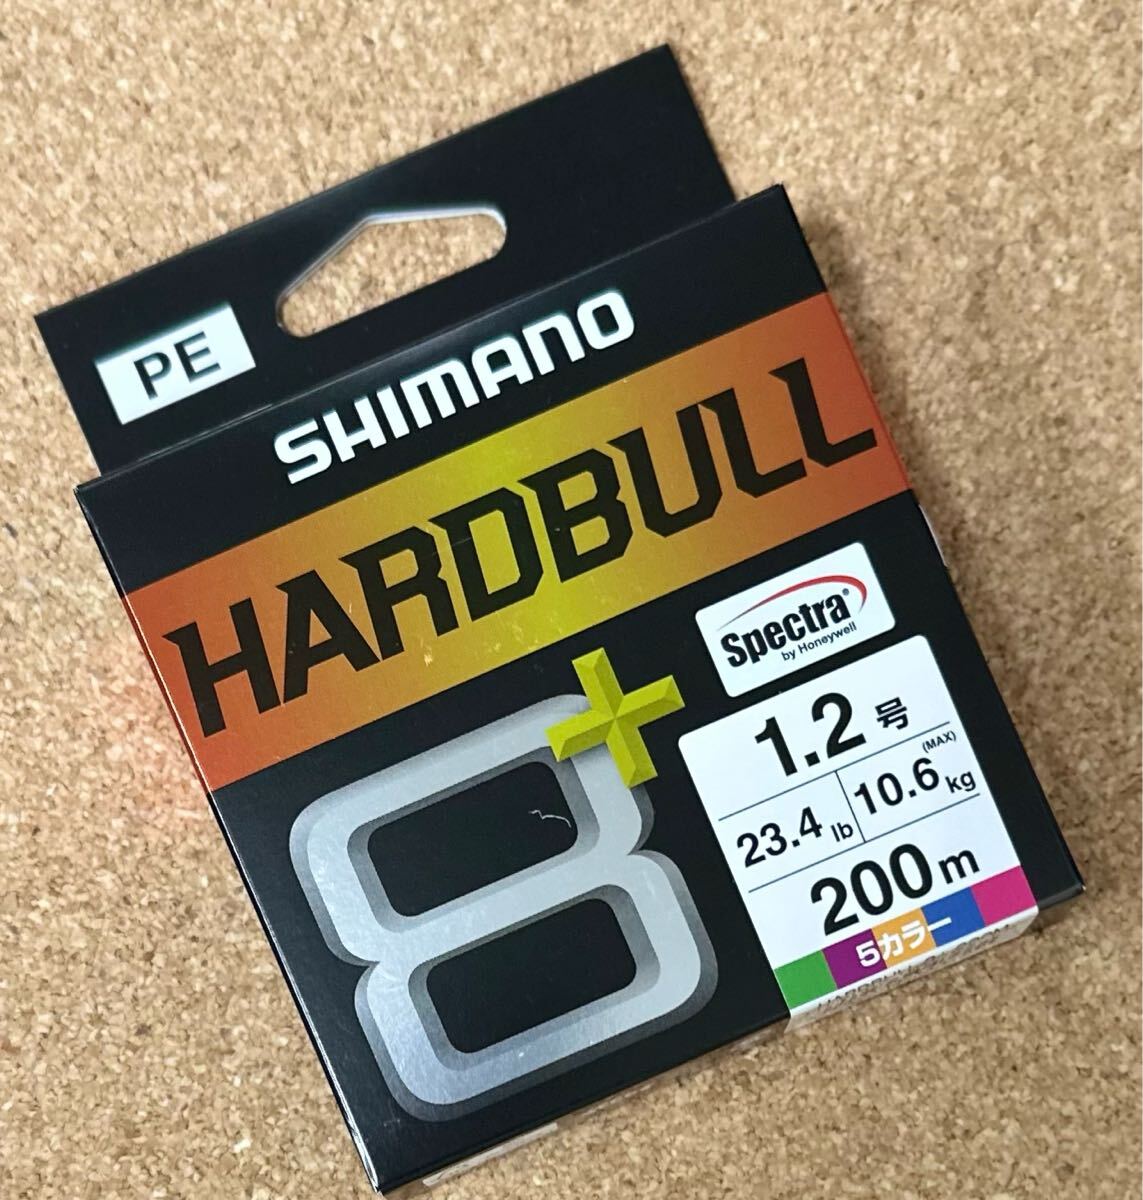 PE
SHIMANO
HARDBULL
8+
Spectra®
by Honeywell
1.2号
(MAX)
23.4 lb 10.6 kg
200m
5カラー